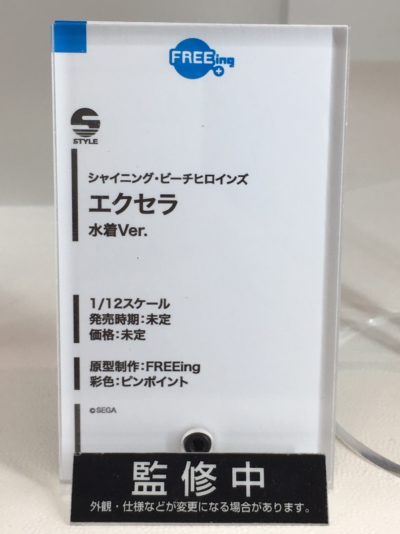 FREEing
S
STYLE
シャイニング・ビーチヒロインズ
エクセラ
水着Ver.
1/12スケール
発売時期：未定
価格：未定
原型制作：FREEing
彩色：ピンポイント
©SEGA
監修中
外観・仕様などが変更になる場合があります。